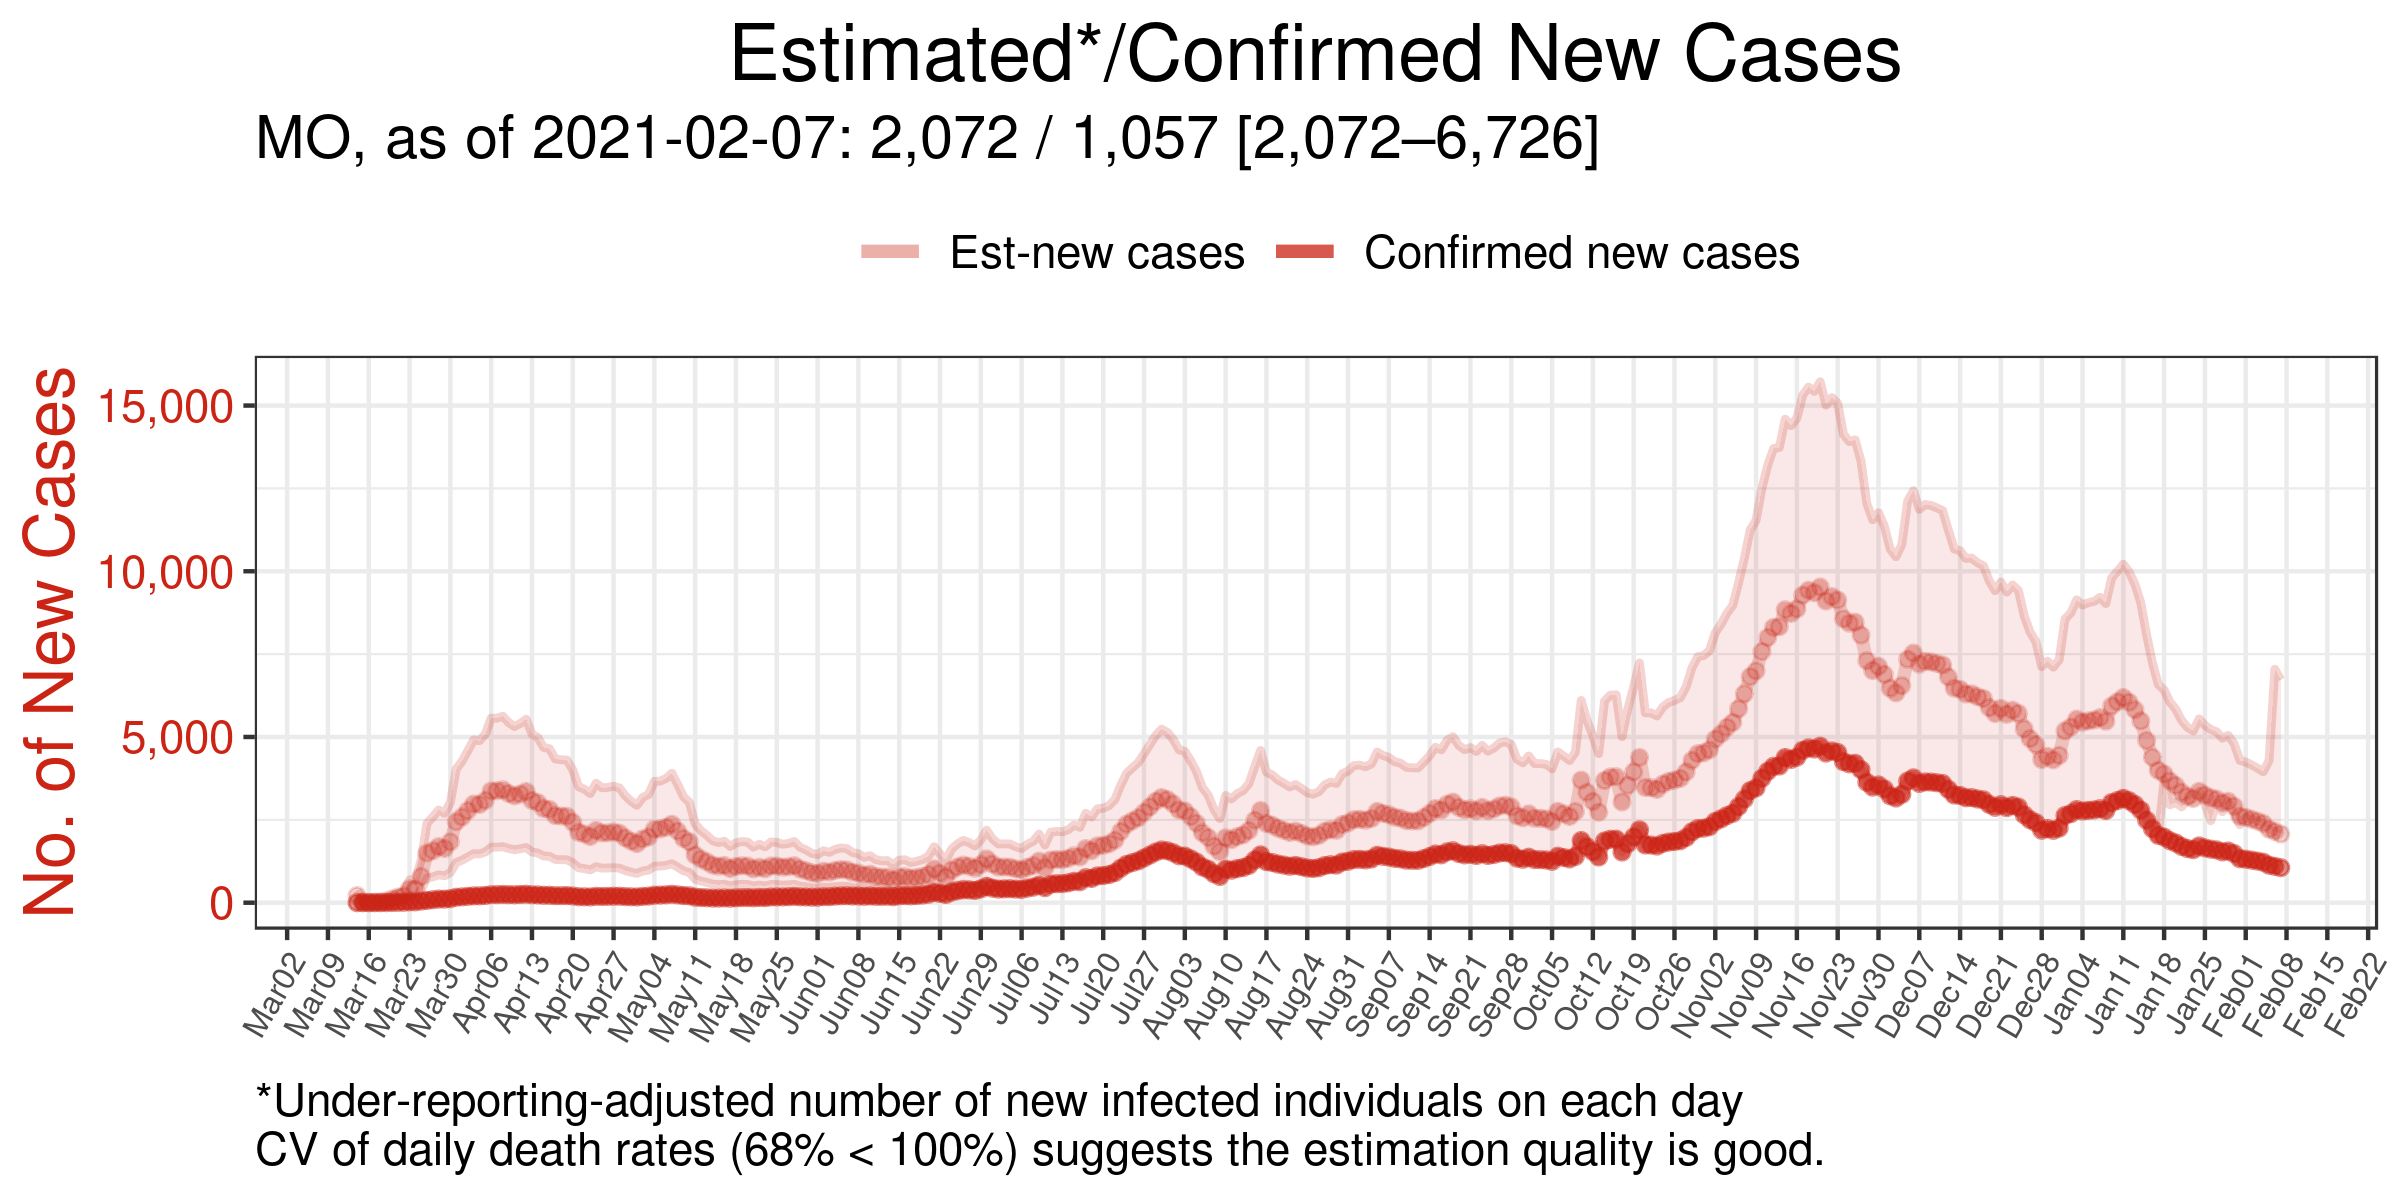 Estimated*/Confirmed New Cases
MO, as of 2021-02-07: 2,072 / 1,057 [2,072–6,726]
Est-new cases
Confirmed new cases
No. of New Cases
15,000
10,000
5,000
0
Mar02
Mar09
Mar16
Mar23
Mar30
Apr06
Apr13
Apr20
Apr27
May04
May11
May18
May25
Jun01
Jun08
Jun15
Jun22
Jun29
Jul06
Jul13
Jul20
Jul27
Aug03
Aug10
Aug17
Aug24
Aug31
Sep07
Sep14
Sep21
Sep28
Oct05
Oct12
Oct19
Oct26
Nov02
Nov09
Nov16
Nov23
Nov30
Dec07
Dec14
Dec21
Dec28
Jan04
Jan11
Jan18
Jan25
Feb01
Feb08
Feb15
Feb22
*Under-reporting-adjusted number of new infected individuals on each day
CV of daily death rates (68% < 100%) suggests the estimation quality is good.